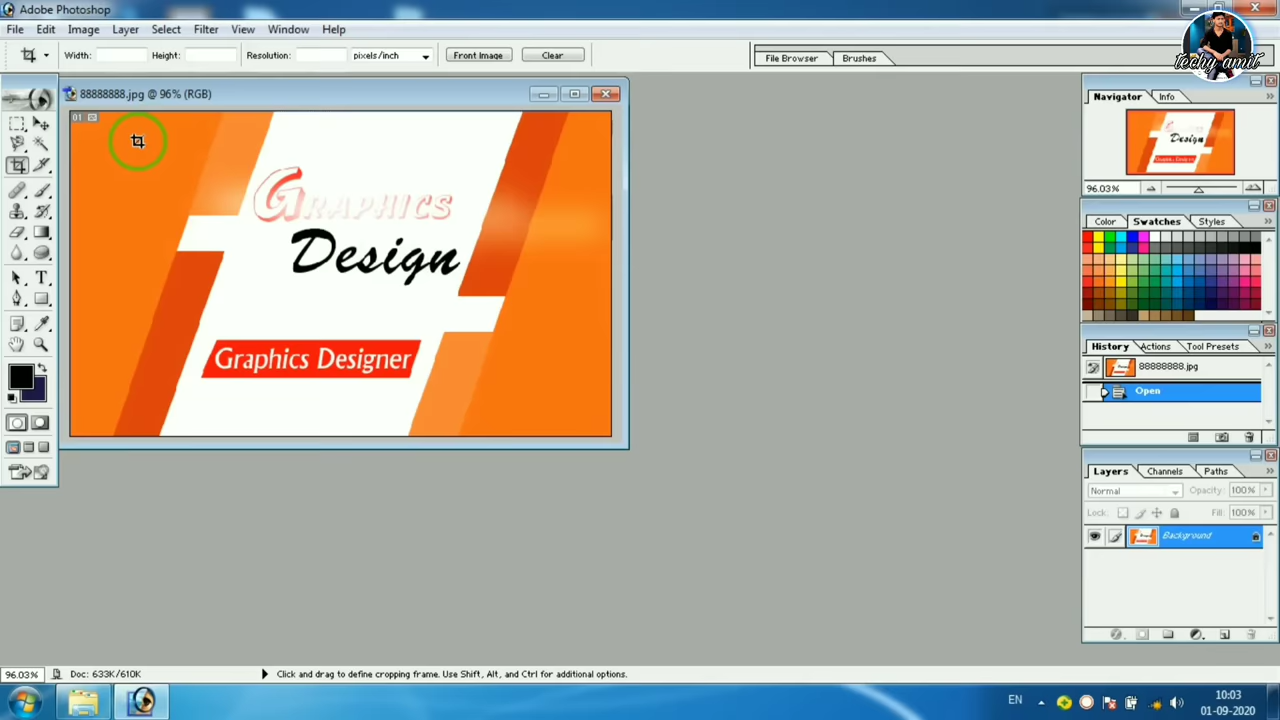 Adobe Photoshop
File Edit Image Layer Select Filter View Window Help
Width: Height: Resolution: pixels/inch Front Image Clear File Browser Brushes
techy amit
88888888.jpg @ 96% (RGB)
01
GRAPHICS
Design
Graphics Designer
Navigator Info
Design
Graphics Designer
96.03%
Color Swatches Styles
History Actions Tool Presets
88888888.jpg
Open
Layers Channels Paths
Normal Opacity: 100%
Lock: Fill: 100%
Background
96.03% Doc: 633K/610K Click and drag to define cropping frame. Use Shift, Alt, and Ctrl for additional options.
EN 10:03
01-09-2020